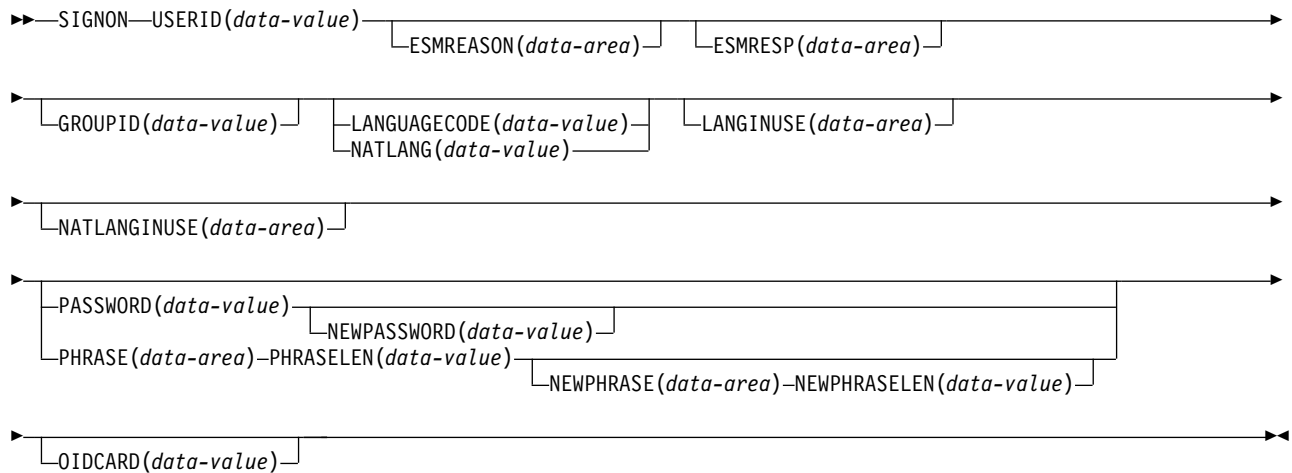 SIGNON USERID(data-value)
ESMREASON(data-area) ESMRESP(data-area)
GROUPID(data-value) LANGUAGECODE(data-value) LANGINUSE(data-area)
NATLANG(data-value)
NATLANGINUSE(data-area)
PASSWORD(data-value)
NEWPASSWORD(data-value)
PHRASE(data-area) PHRASELEN(data-value)
NEWPHRASE(data-area) NEWPHRASELEN(data-value)
OIDCARD(data-value)